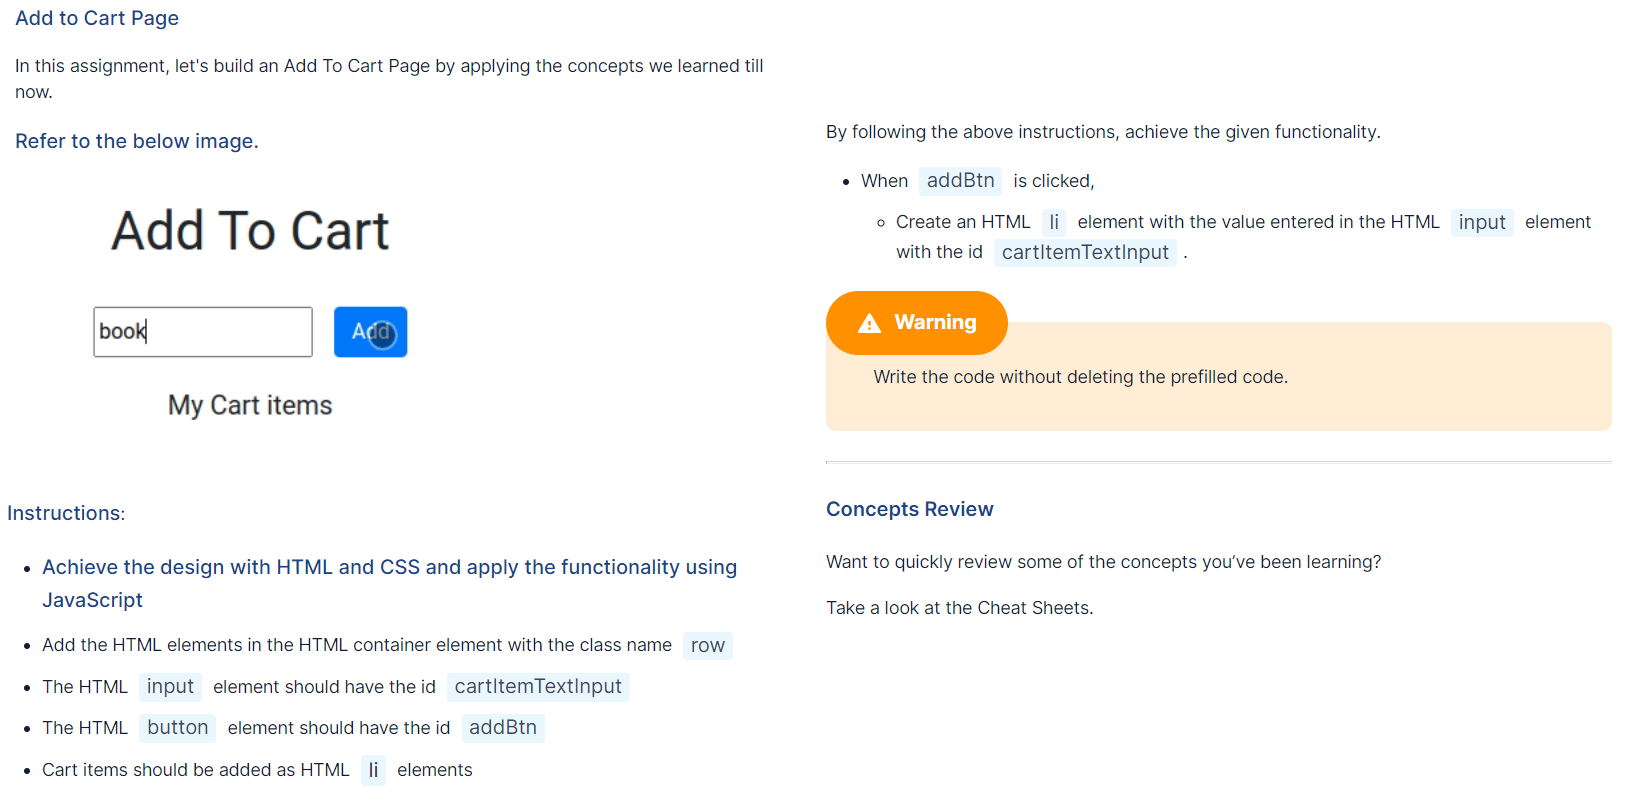 Add to Cart Page
In this assignment, let's build an Add To Cart Page by applying the concepts we learned till
now.
Refer to the below image.
Add To Cart
book
Add
My Cart items
Instructions:
Achieve the design with HTML and CSS and apply the functionality using
JavaScript
Add the HTML elements in the HTML container element with the class name row
The HTML input element should have the id cartItemTextInput
The HTML button element should have the id addBtn
Cart items should be added as HTML li elements
By following the above instructions, achieve the given functionality.
When addBtn is clicked,
Create an HTML li element with the value entered in the HTML input element
with the id cartItemTextInput .
Warning
Write the code without deleting the prefilled code.
Concepts Review
Want to quickly review some of the concepts you’ve been learning?
Take a look at the Cheat Sheets.